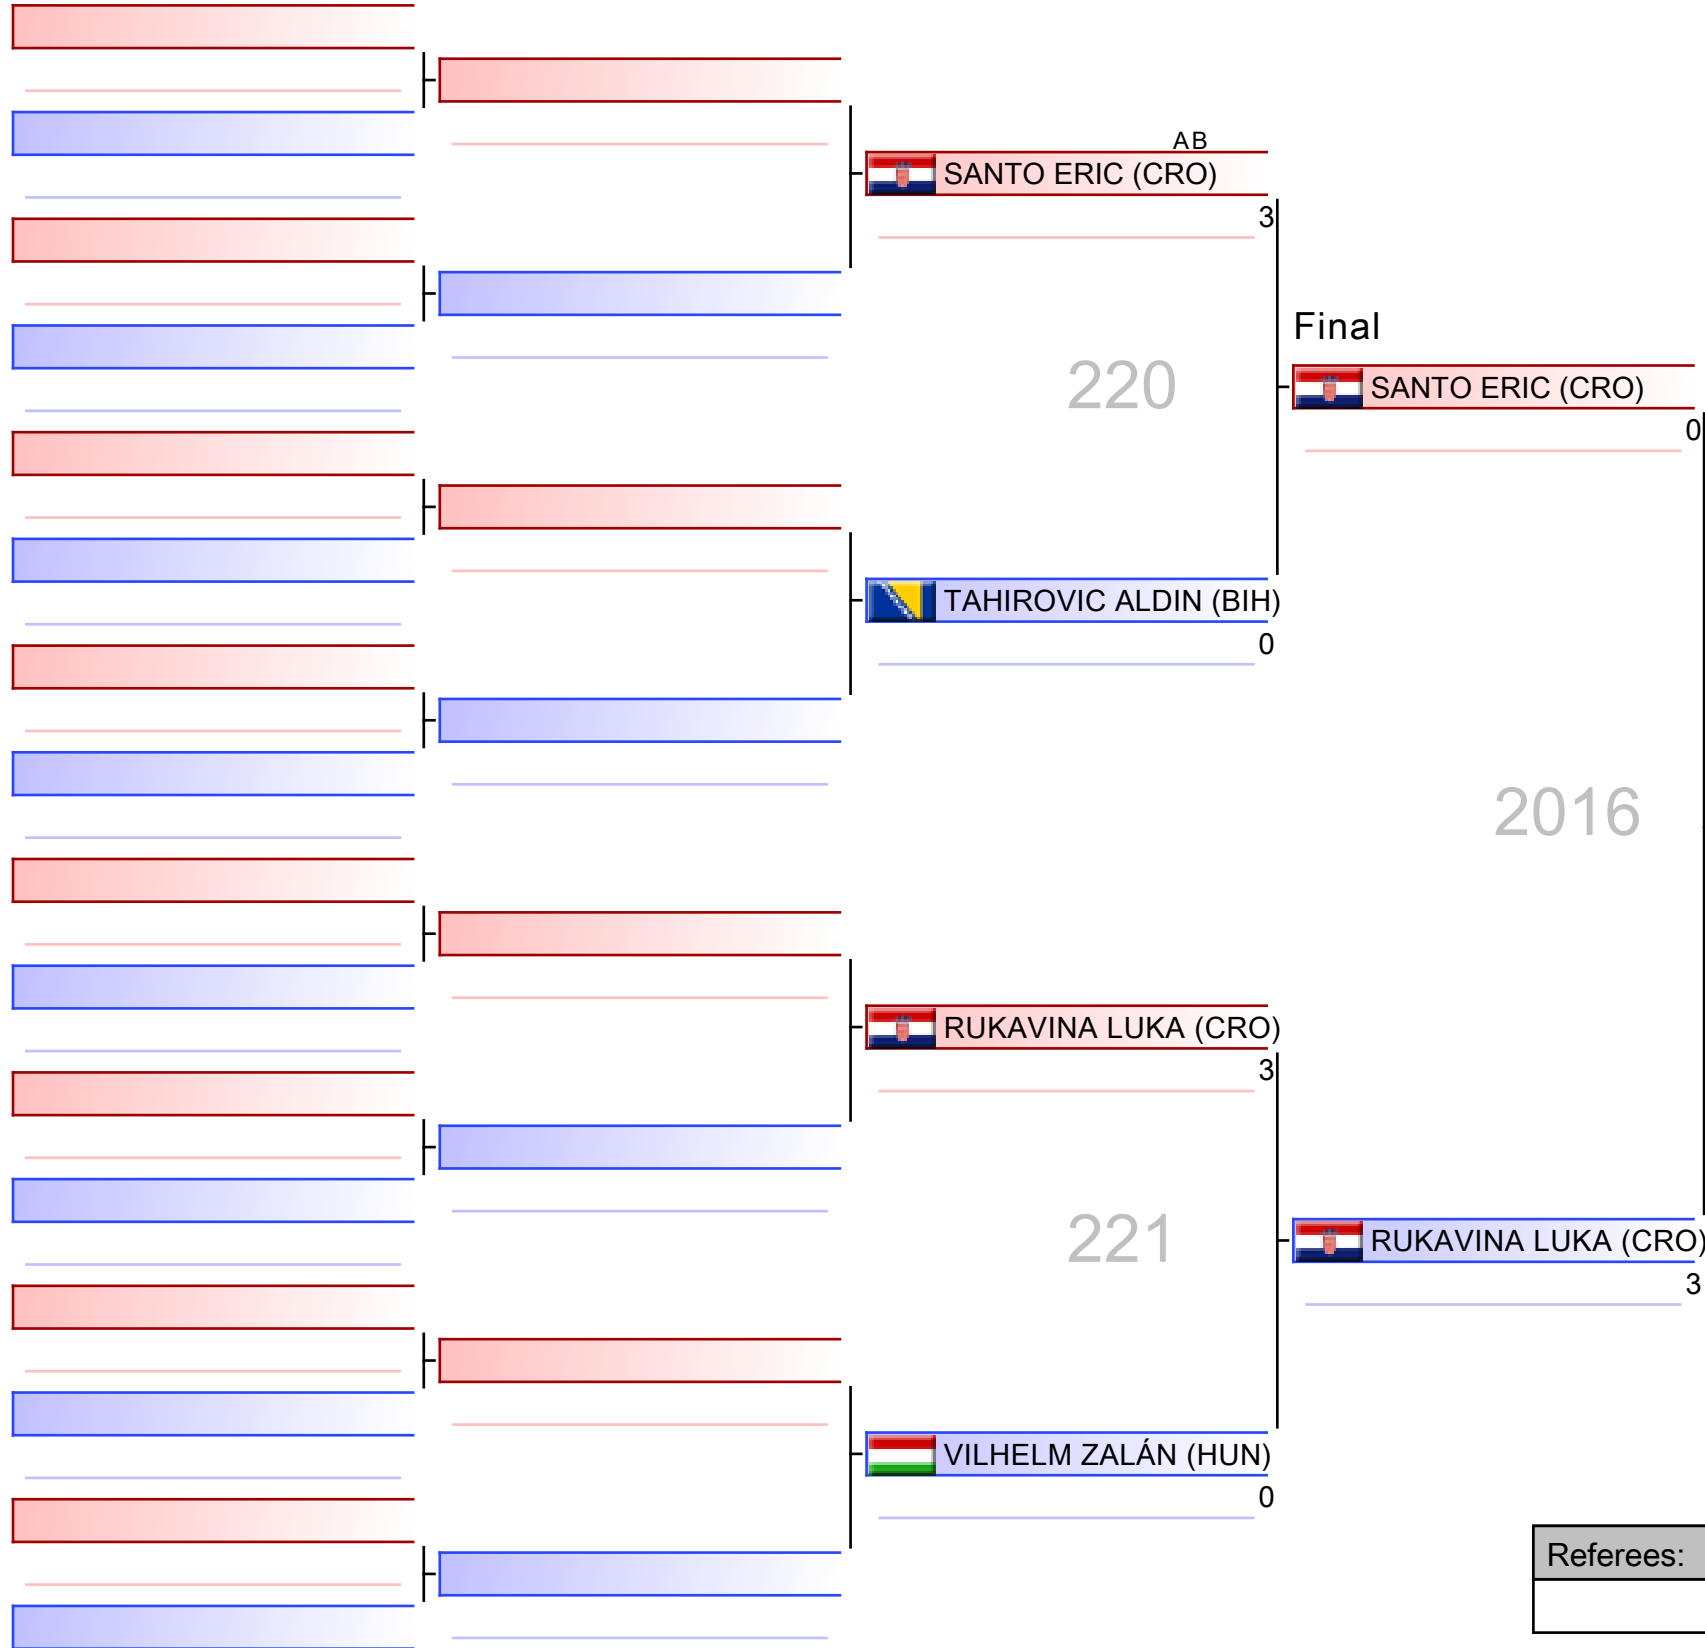 AB
SANTO ERIC (CRO)
3
Final
220
SANTO ERIC (CRO)
0
TAHIROVIC ALDIN (BIH)
0
2016
RUKAVINA LUKA (CRO)
3
221
RUKAVINA LUKA (CRO)
3
VILHELM ZALÁN (HUN)
0
Referees: